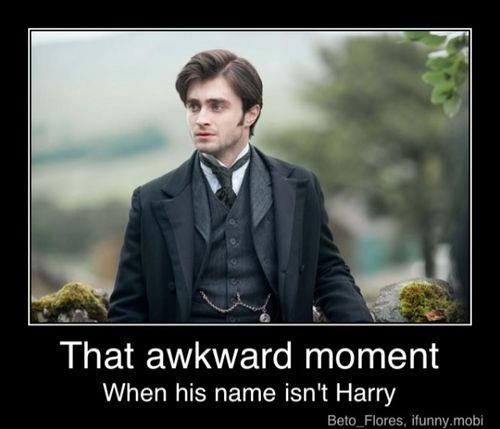 That awkward moment
When his name isn't Harry
Beto_Flores, ifunny.mobi